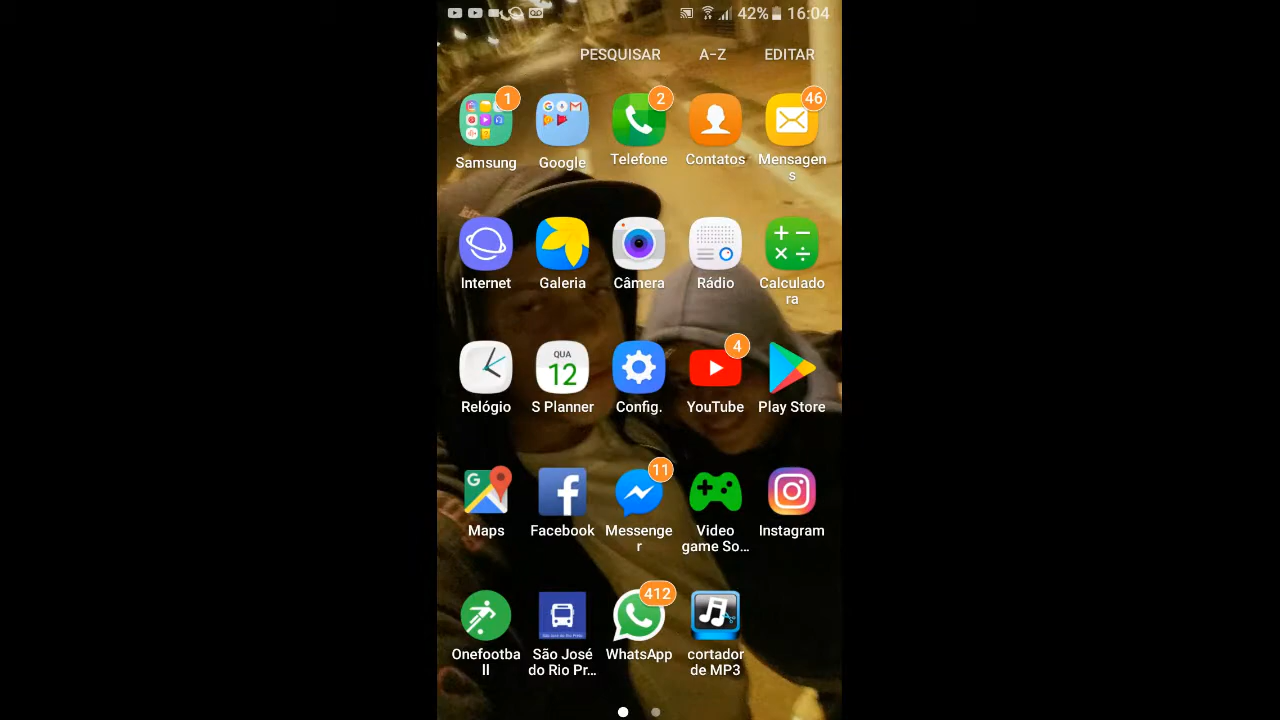 42% 16:04
PESQUISAR A-Z EDITAR
1 2 46
Samsung Google Telefone Contatos Mensagen
s
Internet Galeria Câmera Rádio Calculado
ra
QUA
12
4
Relógio S Planner Config. YouTube Play Store
G
11
Maps Facebook Messenge Video Instagram
r game So...
412
Onefootba São José WhatsApp cortador
ll do Rio Pr... de MP3